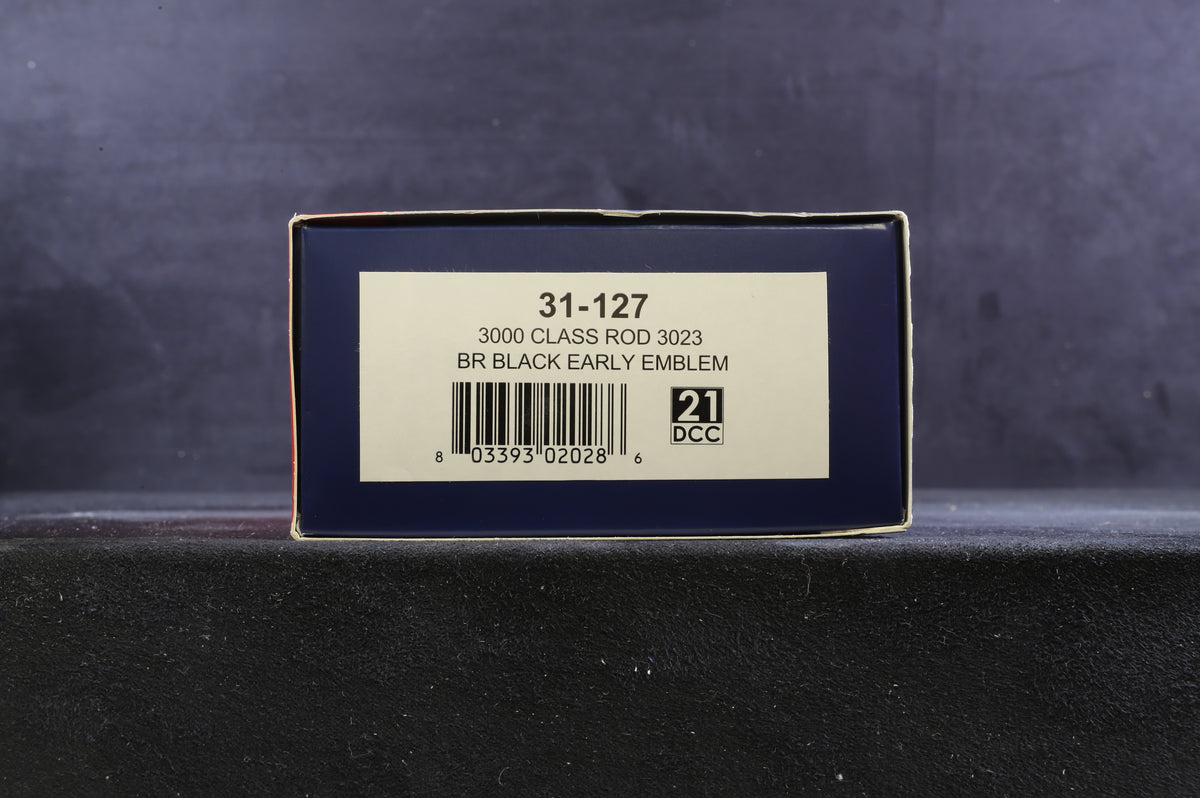 31-127
3000 CLASS ROD 3023
BR BLACK EARLY EMBLEM
21
DCC
8 03393 02028 6